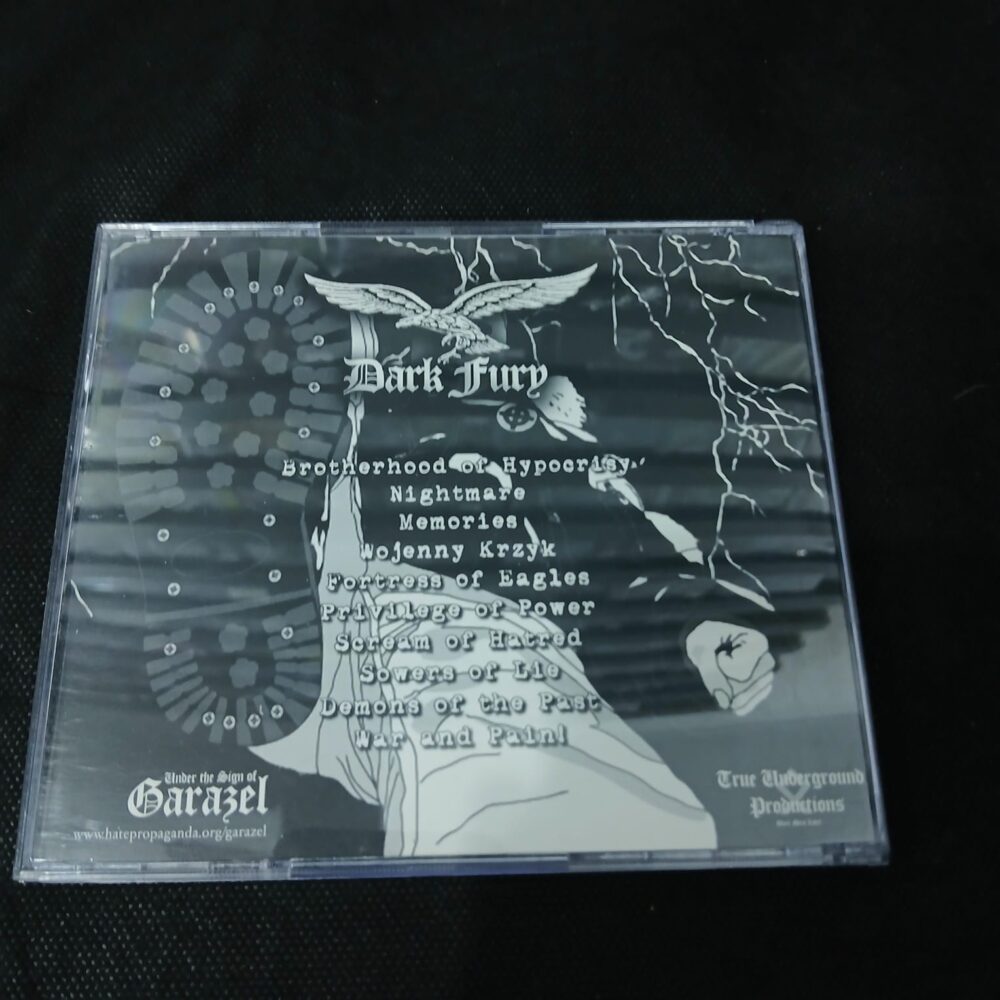 Dark Fury
Brotherhood of Hypocrisy
Nightmare
Memories
Wojenny Krzyk
Fortress of Eagles
Privilege of Power
Scream of Hatred
Sowers of Lie
Demons of the Past
War and Pain!
Under the Sign of
Garazel
www.hatepropaganda.org/garazel
True Underground
Productions